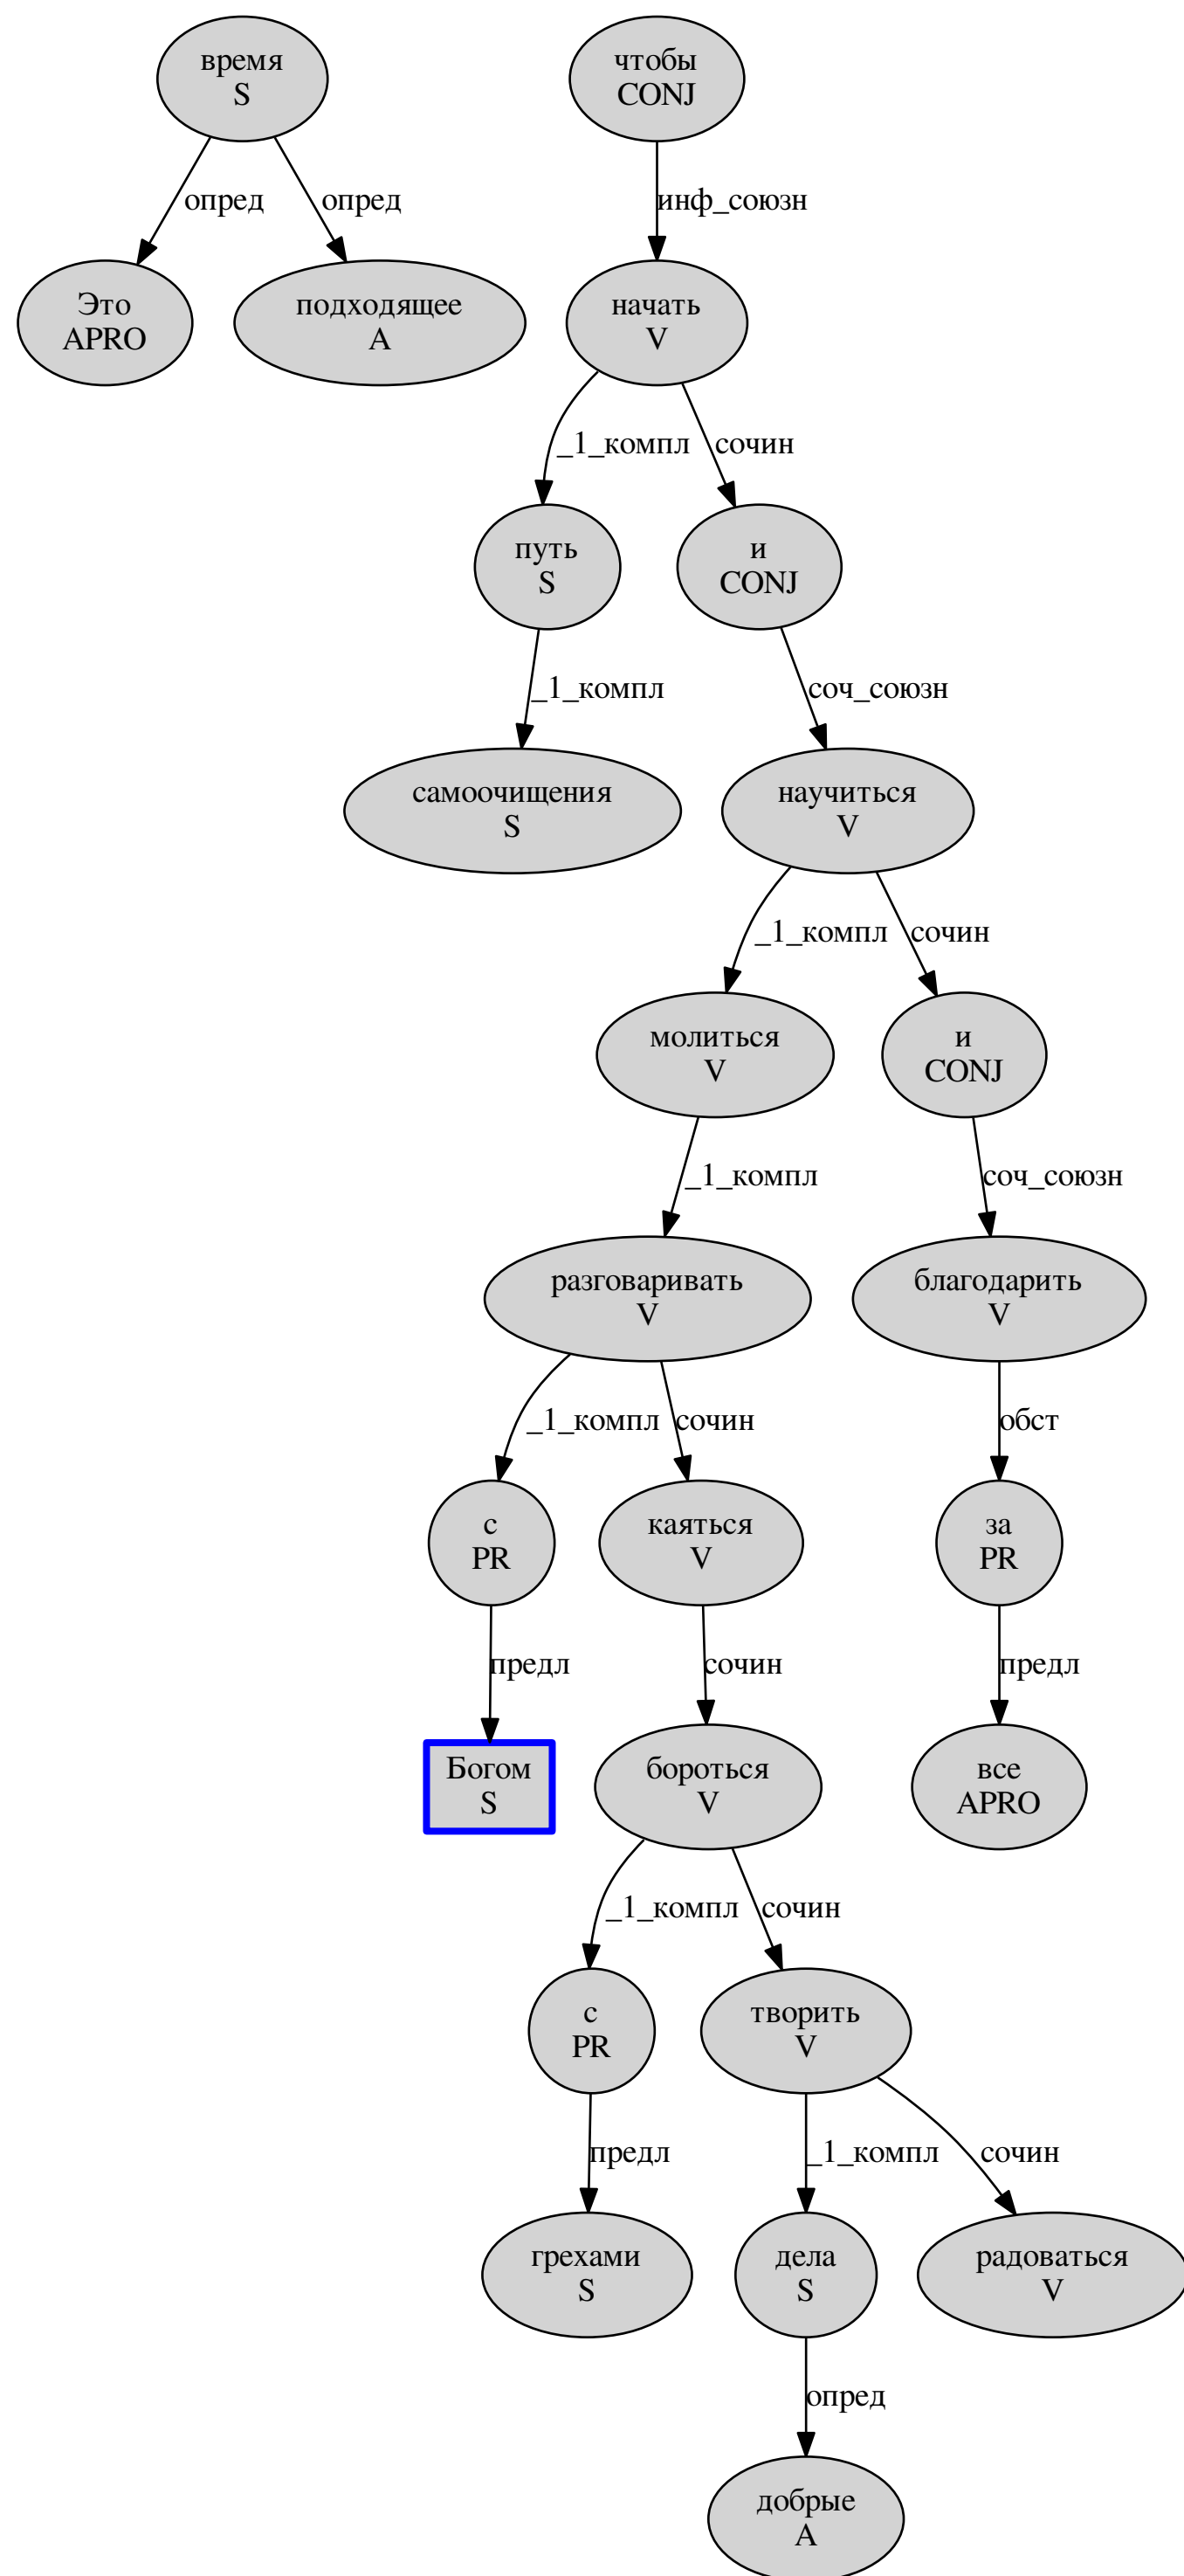 время
S
чтобы
CONJ
опред
опред
инф_союзн
Это
APRO
подходящее
A
начать
V
_1_компл
сочин
путь
S
и
CONJ
_1_компл
соч_союзн
самоочищения
S
научиться
V
_1_компл
сочин
молиться
V
и
CONJ
_1_компл
соч_союзн
разговаривать
V
благодарить
V
_1_компл
сочин
обст
с
PR
каяться
V
за
PR
предл
сочин
предл
Богом
S
бороться
V
все
APRO
_1_компл
сочин
с
PR
творить
V
предл
_1_компл
сочин
грехами
S
дела
S
радоваться
V
опред
добрые
A